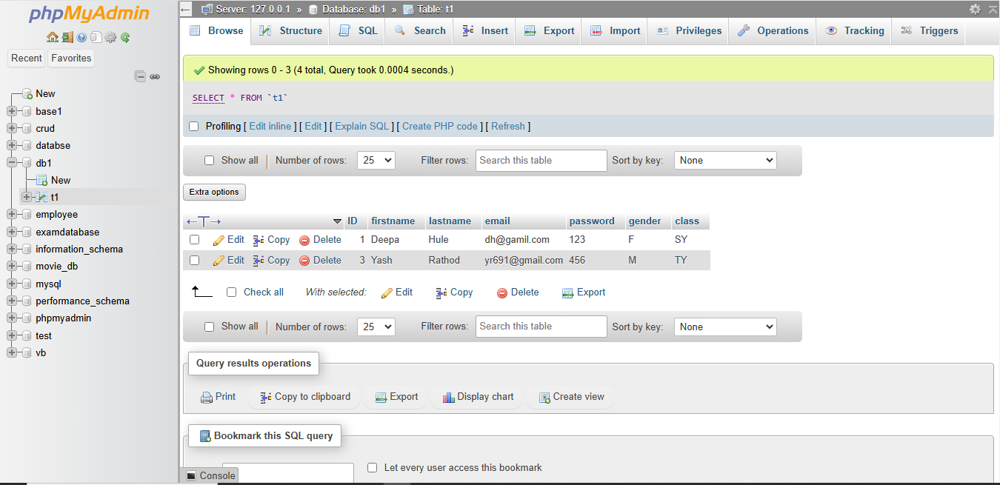 phpMyAdmin
Recent Favorites
New
base1
crud
databse
db1
New
t1
employee
examdatabase
information_schema
movie_db
mysql
performance_schema
phpmyadmin
test
vb
← Server: 127.0.0.1 » Database: db1 » Table: t1
Browse Structure SQL Search Insert Export Import Privileges Operations Tracking Triggers
Showing rows 0 - 3 (4 total, Query took 0.0004 seconds.)
SELECT * FROM `t1`
Profiling [ Edit inline ] [ Edit ] [ Explain SQL ] [ Create PHP code ] [ Refresh ]
Show all Number of rows: 25 Filter rows: Search this table Sort by key: None
Extra options
←T→ ID firstname lastname email password gender class
Edit Copy Delete 1 Deepa Hule dh@gamil.com 123 F SY
Edit Copy Delete 3 Yash Rathod yr691@gmail.com 456 M TY
Check all With selected: Edit Copy Delete Export
Show all Number of rows: 25 Filter rows: Search this table Sort by key: None
Query results operations
Print Copy to clipboard Export Display chart Create view
Bookmark this SQL query
Let every user access this bookmark
Console